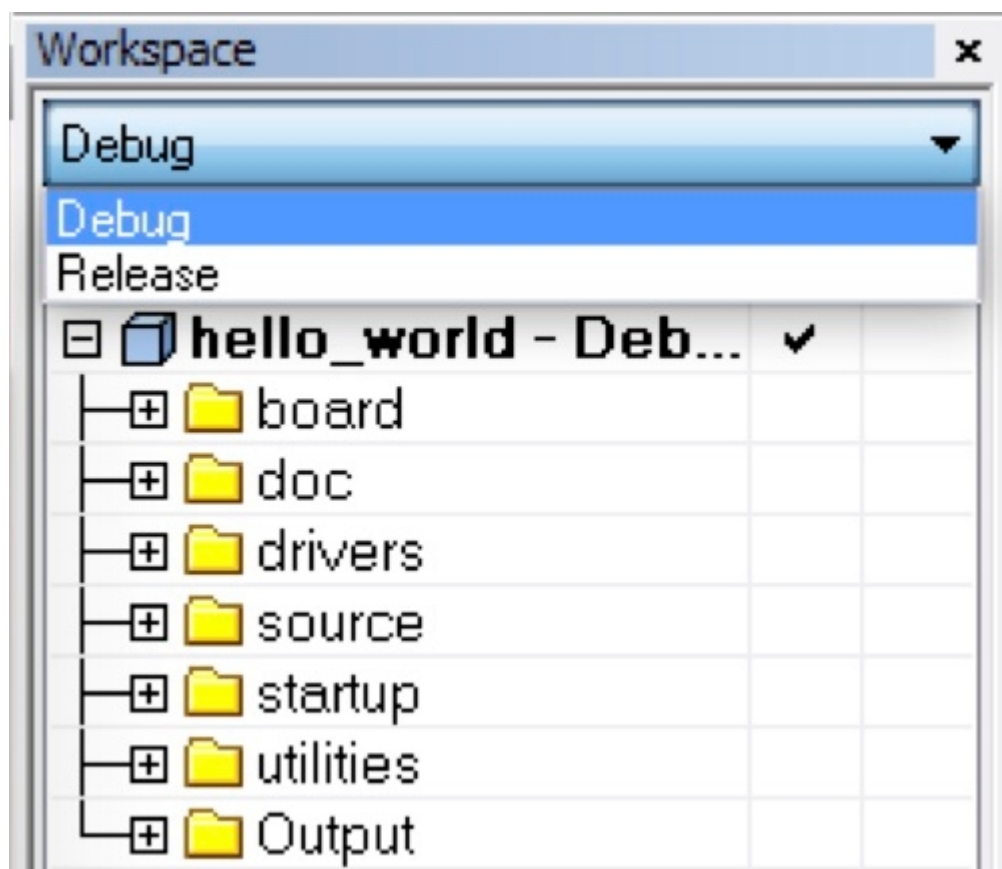 Workspace
Debug
Debug
Release
hello_world - Deb...
board
doc
drivers
source
startup
utilities
Output